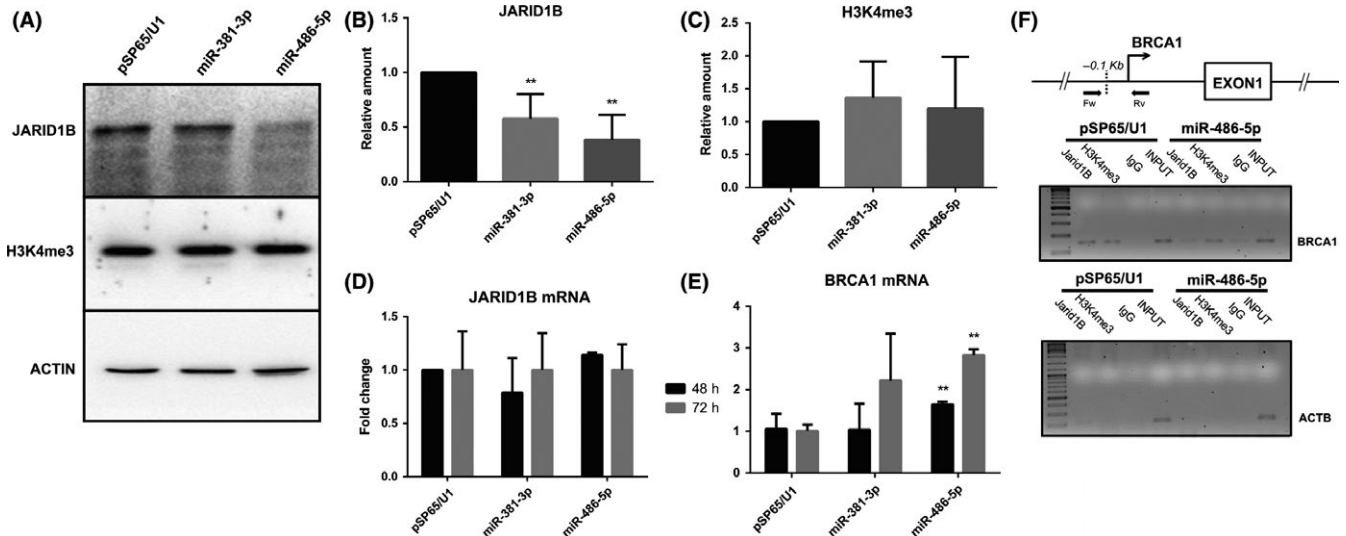 (A)
pSP65/U1
miR-381-3p
miR-486-5p
JARID1B
H3K4me3
ACTIN
(B)
JARID1B
Relative amount
1.5
1.0
0.5
0.0
**
**
pSP65/U1
miR-381-3p
miR-486-5p
(C)
H3K4me3
Relative amount
2.5
2.0
1.5
1.0
0.5
0.0
pSP65/U1
miR-381-3p
miR-486-5p
(D)
JARID1B mRNA
Fold change
1.5
1.0
0.5
0.0
pSP65/U1
miR-381-3p
miR-486-5p
48 h
72 h
(E)
BRCA1 mRNA
4
3
2
1
0
**
**
pSP65/U1
miR-381-3p
miR-486-5p
(F)
BRCA1
–0.1 Kb
EXON1
Fw
Rv
pSP65/U1
miR-486-5p
Jarid1B
H3K4me3
IgG
INPUT
Jarid1B
H3K4me3
IgG
INPUT
BRCA1
pSP65/U1
miR-486-5p
Jarid1B
H3K4me3
IgG
INPUT
Jarid1B
H3K4me3
IgG
INPUT
ACTB